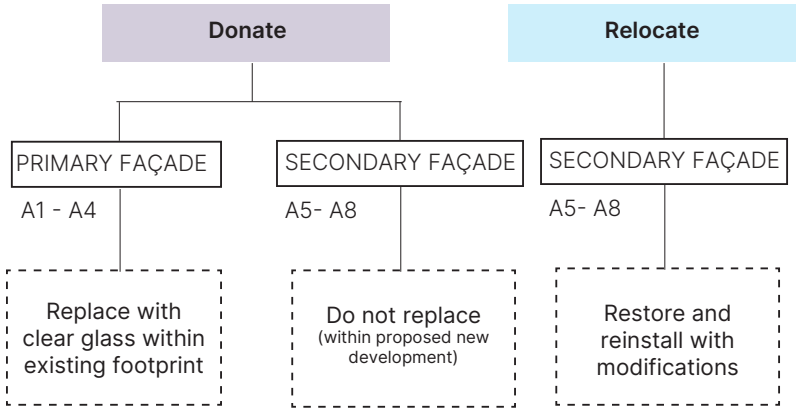 Donate
Relocate
PRIMARY FAÇADE
SECONDARY FAÇADE
SECONDARY FAÇADE
A1 - A4
A5- A8
A5- A8
Replace with
clear glass within
existing footprint
Do not replace
(within proposed new
development)
Restore and
reinstall with
modifications